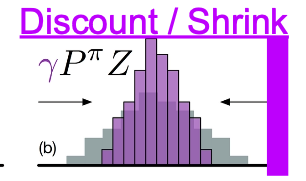 Discount / Shrink
γP^π Z
(b)